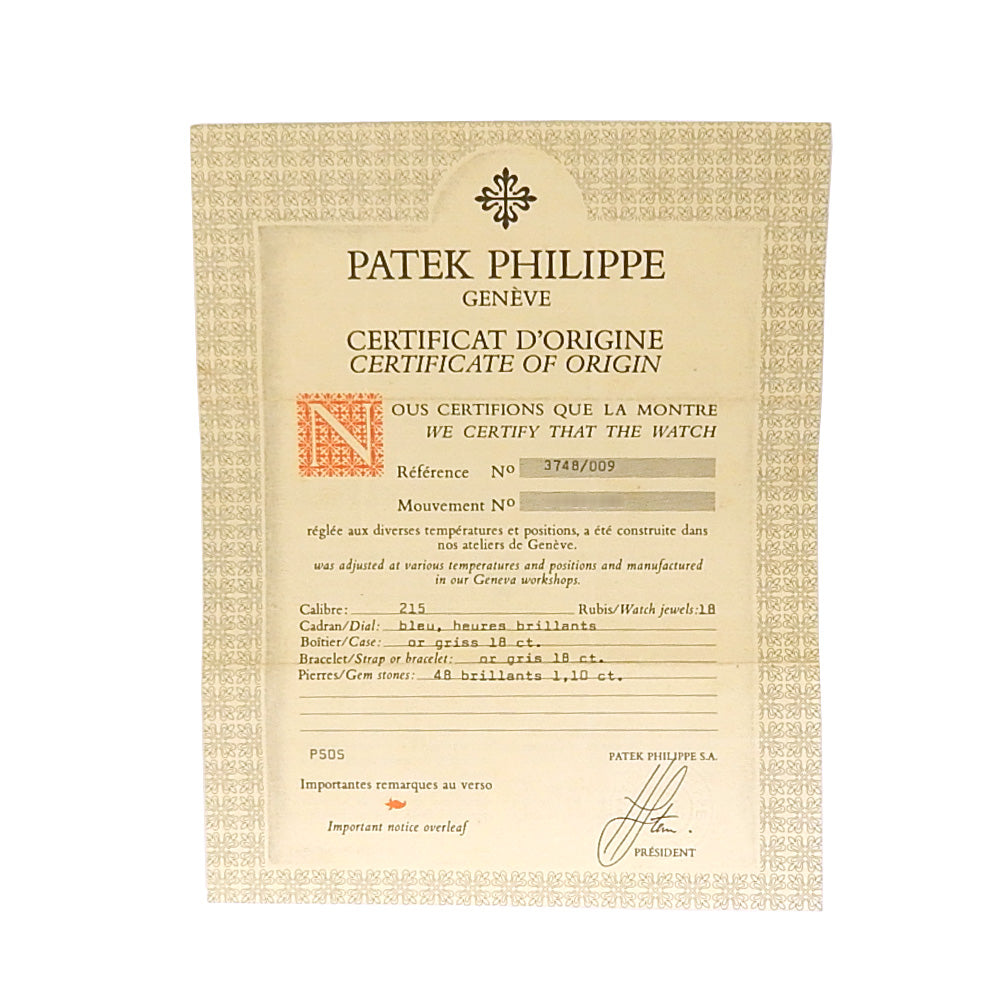 PATEK PHILIPPE
GENÈVE
CERTIFICAT D'ORIGINE
CERTIFICATE OF ORIGIN
NOUS CERTIFIONS QUE LA MONTRE
WE CERTIFY THAT THE WATCH
Référence Nº 3748/009
Mouvement Nº
réglée aux diverses températures et positions, a été construite dans
nos ateliers de Genève.
was adjusted at various temperatures and positions and manufactured
in our Geneva workshops.
Calibre: 215 Rubis/Watch jewels:18
Cadran/Dial: bleu, heures brillants
Boîtier/Case: or griss 18 ct.
Bracelet/Strap or bracelet: or gris 18 ct.
Pierres/Gem stones: 48 brillants 1,10 ct.
PSOS PATEK PHILIPPE S.A.
Importantes remarques au verso
Important notice overleaf
PRÉSIDENT